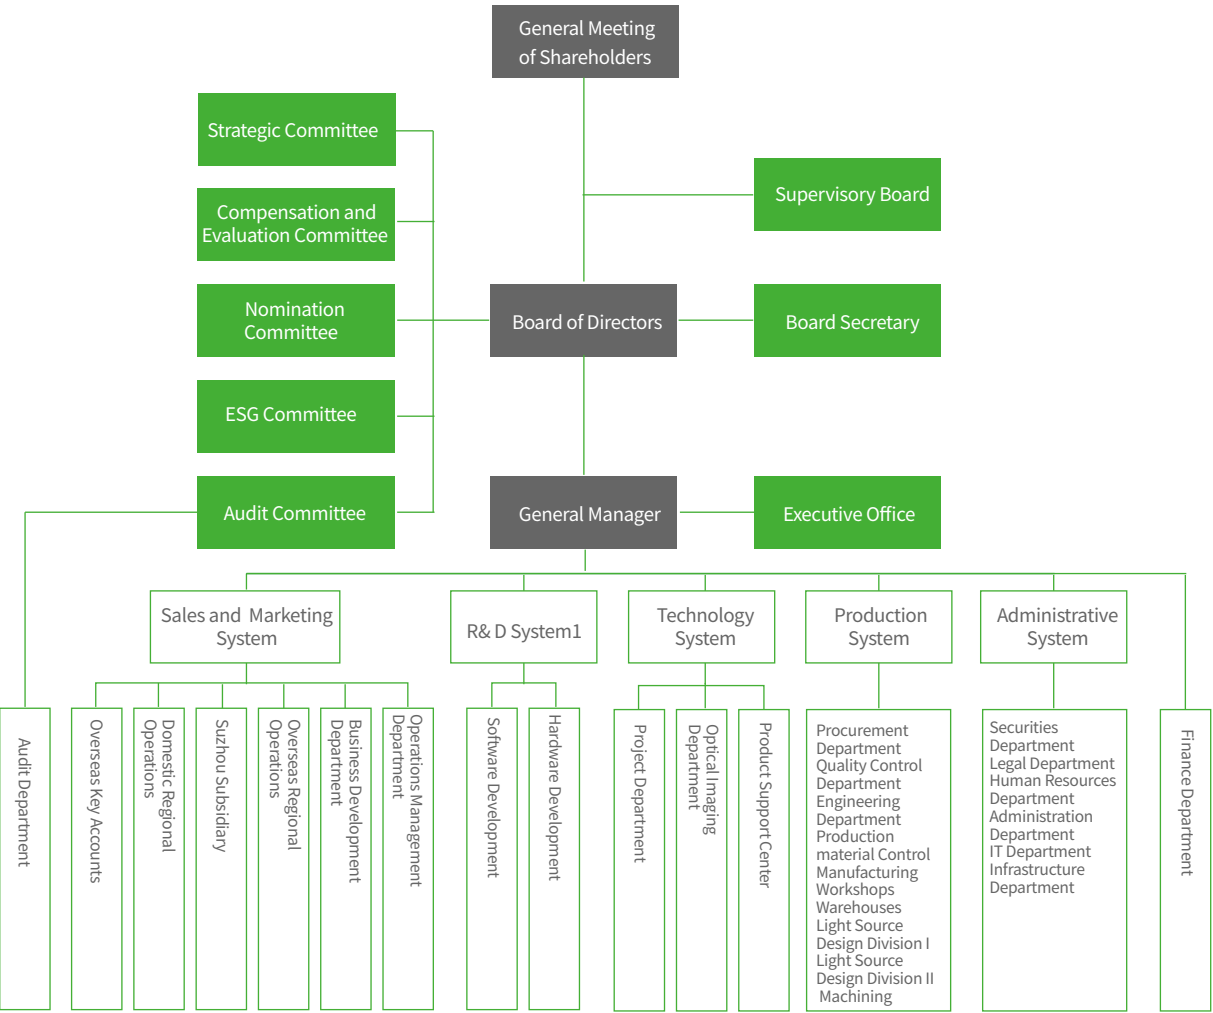 General Meeting
of Shareholders
Strategic Committee
Supervisory Board
Compensation and
Evaluation Committee
Nomination
Committee
Board of Directors
Board Secretary
ESG Committee
Audit Committee
General Manager
Executive Office
Sales and Marketing
System
R& D System1
Technology
System
Production
System
Administrative
System
Audit Department
Overseas Key Accounts
Domestic Regional
Operations
Suzhou Subsidiary
Overseas Regional
Operations
Business Development
Department
Operations Management
Department
Software Development
Hardware Development
Project Department
Optical Imaging
Department
Product Support Center
Procurement
Department
Quality Control
Department
Engineering
Department
Production
material Control
Manufacturing
Workshops
Warehouses
Light Source
Design Division I
Light Source
Design Division II
Machining
Securities
Department
Legal Department
Human Resources
Department
Administration
Department
IT Department
Infrastructure
Department
Finance Department